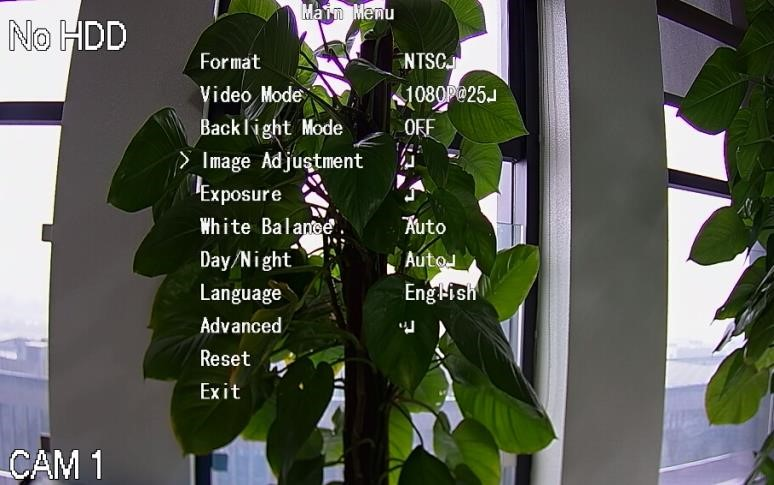 Main Menu
No HDD
Format NTSC↲
Video Mode 1080P@25↲
Backlight Mode OFF
> Image Adjustment ↲
Exposure ↲
White Balance Auto
Day/Night Auto↲
Language English
Advanced ↲
Reset
Exit
CAM 1